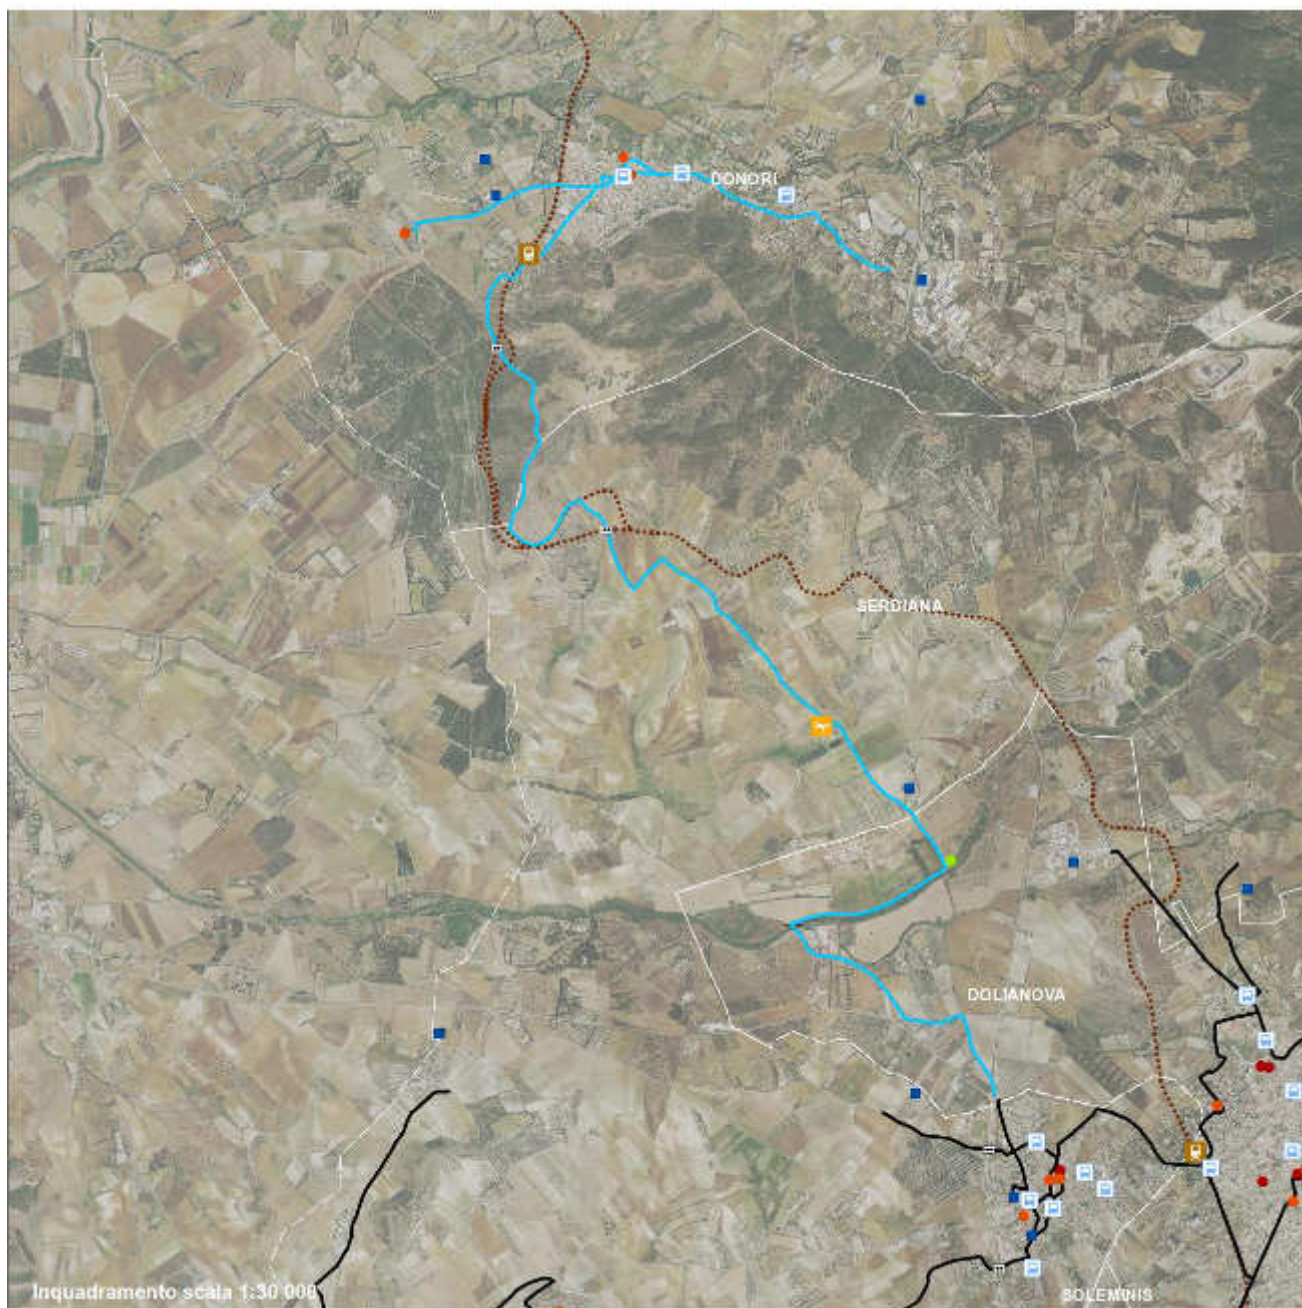 DONORI
SERDIANA
DOLIANOVA
Inquadramento scala 1:30 000
SOLEMINIS